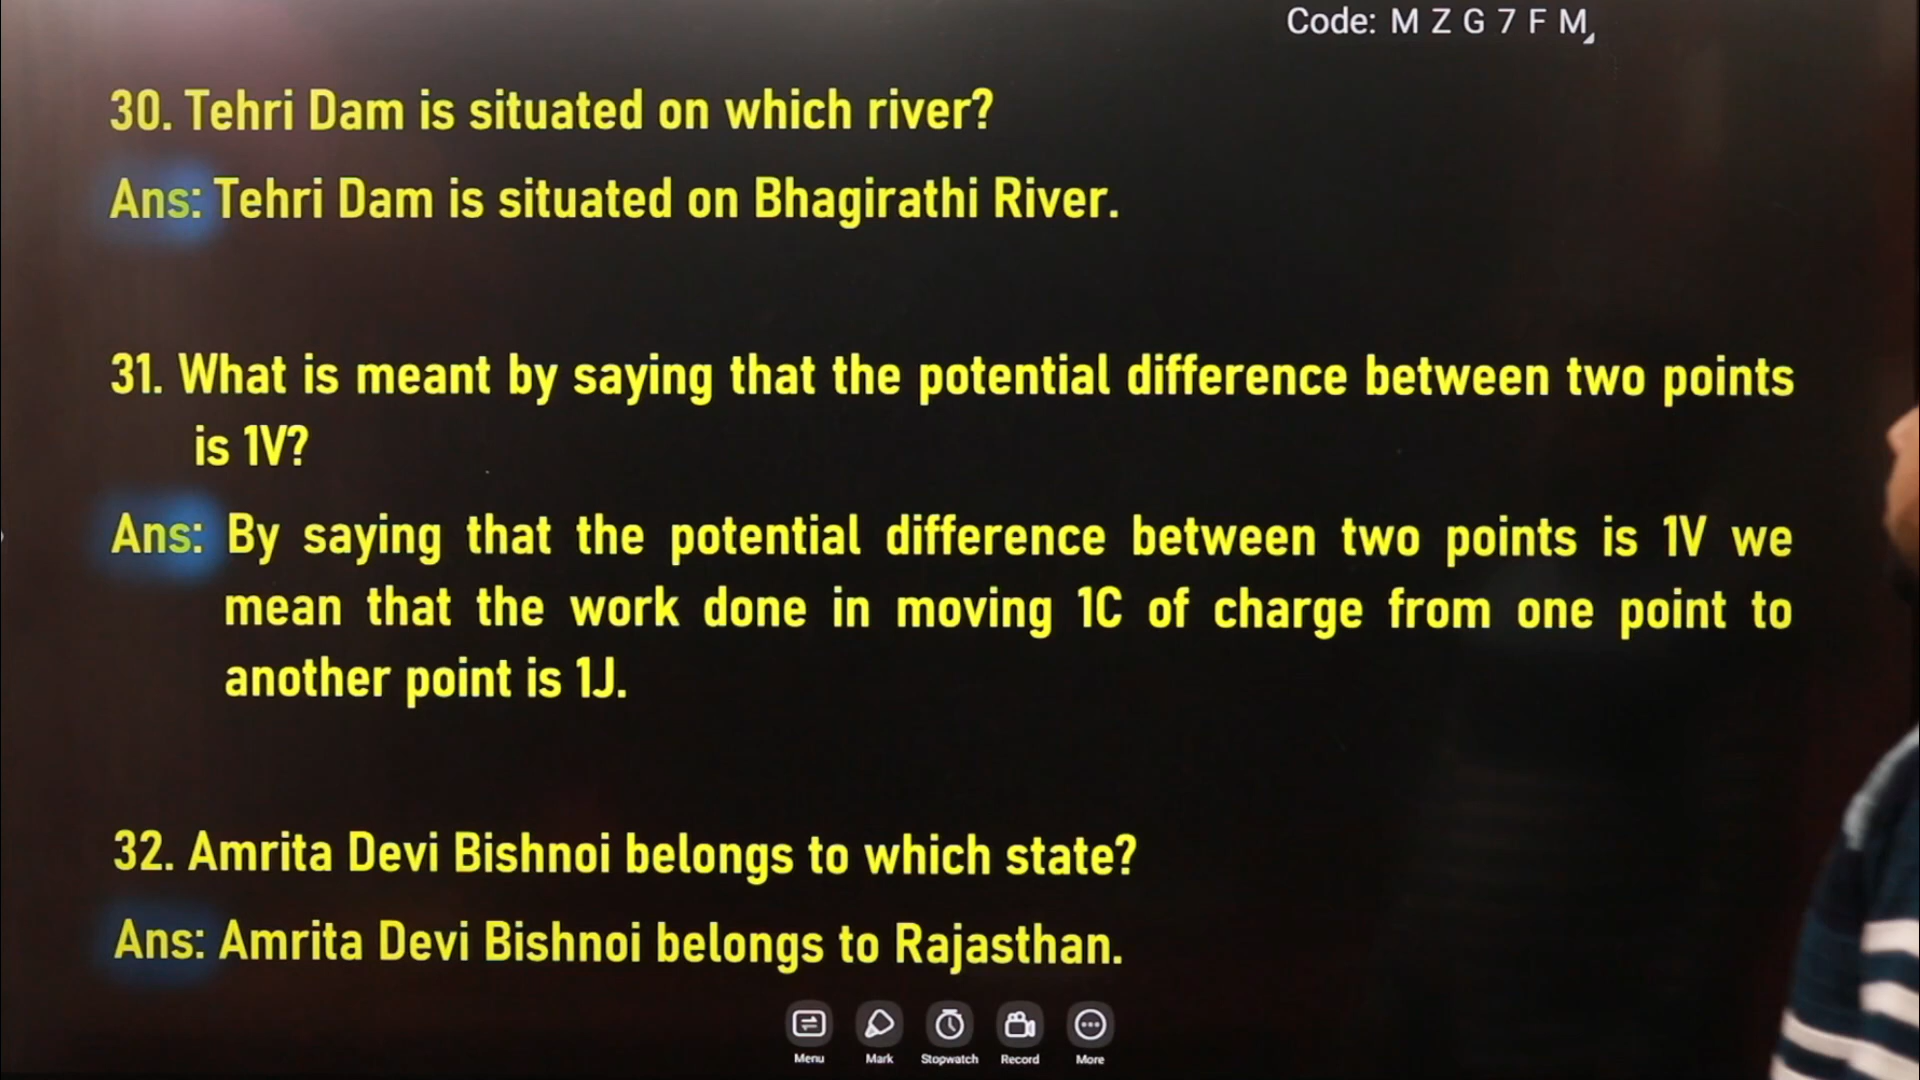 Code: M Z G 7 F M
30. Tehri Dam is situated on which river?
Ans: Tehri Dam is situated on Bhagirathi River.
31. What is meant by saying that the potential difference between two points
is 1V?
Ans: By saying that the potential difference between two points is 1V we
mean that the work done in moving 1C of charge from one point to
another point is 1J.
32. Amrita Devi Bishnoi belongs to which state?
Ans: Amrita Devi Bishnoi belongs to Rajasthan.
Menu Mark Stopwatch Record More